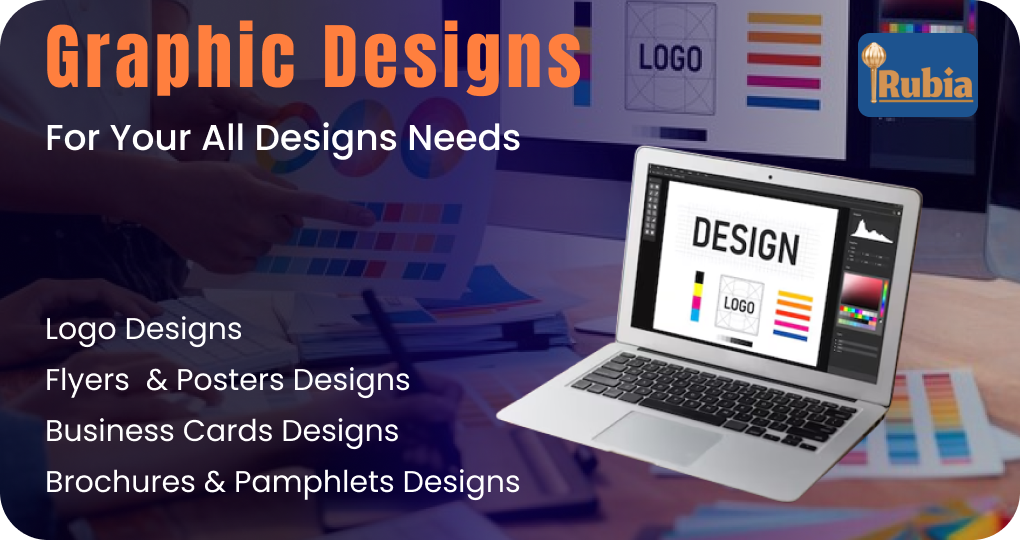 Graphic Designs
For Your All Designs Needs
LOGO
Rubia
DESIGN
LOGO
Logo Designs
Flyers & Posters Designs
Business Cards Designs
Brochures & Pamphlets Designs